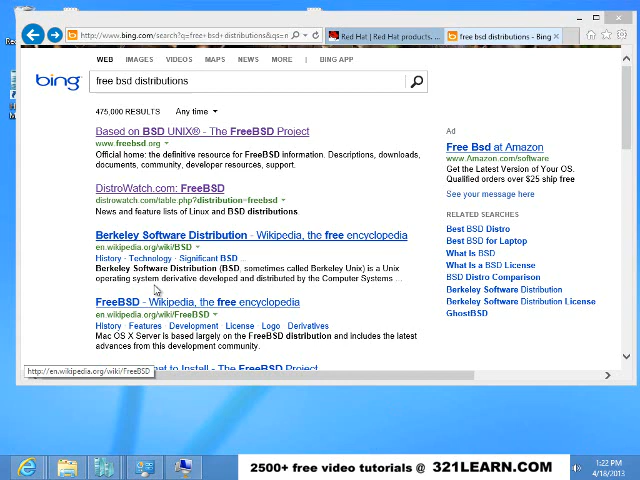 http://www.bing.com/search?q=free+bsd+distributions&qs=n
Red Hat | Red Hat products.
free bsd distributions - Bing
WEB IMAGES VIDEOS MAPS NEWS MORE BING APP
bing
free bsd distributions
475,000 RESULTS Any time
Based on BSD UNIX® - The FreeBSD Project
www.freebsd.org
Official home: the definitive resource for FreeBSD information. Descriptions, downloads,
documents, community, developer resources, support.
DistroWatch.com: FreeBSD
distrowatch.com/table.php?distribution=freebsd
News and feature lists of Linux and BSD distributions.
Berkeley Software Distribution - Wikipedia, the free encyclopedia
en.wikipedia.org/wiki/BSD
History · Technology · Significant BSD ...
Berkeley Software Distribution (BSD, sometimes called Berkeley Unix) is a Unix
operating system derivative developed and distributed by the Computer Systems ...
FreeBSD - Wikipedia, the free encyclopedia
en.wikipedia.org/wiki/FreeBSD
History · Features · Development · License · Logo · Derivatives
Mac OS X Server is based largely on the FreeBSD distribution and includes the latest
advances from this development community.
to Install - The FreeBSD Project
Ad
Free Bsd at Amazon
www.Amazon.com/software
Get the Latest Version of Your OS.
Qualified orders over $25 ship free
See your message here
RELATED SEARCHES
Best BSD Distro
BSD for Laptop
What Is BSD
What Is a BSD License
BSD Distro Comparison
Berkeley Software Distribution
Berkeley Software Distribution License
GhostBSD
http://en.wikipedia.org/wiki/FreeBSD
2500+ free video tutorials @ 321LEARN.COM
1:22 PM
4/18/2013